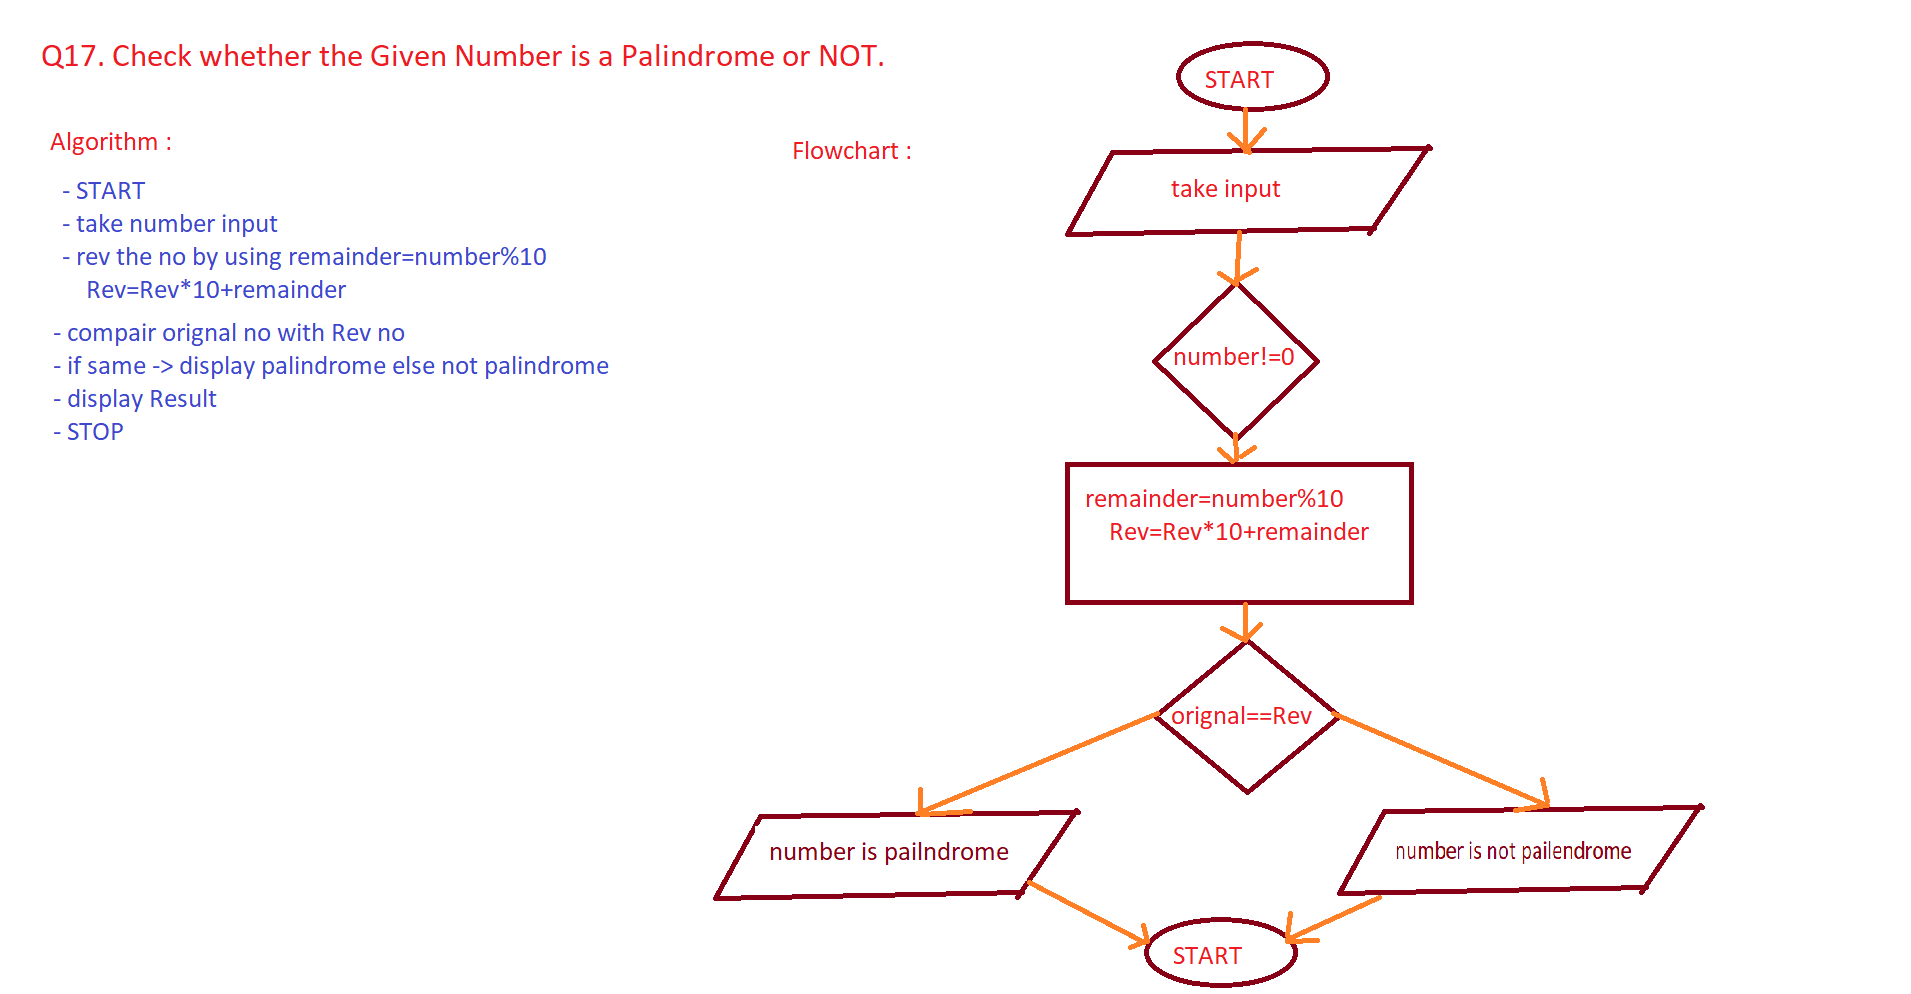 Q17. Check whether the Given Number is a Palindrome or NOT.
Algorithm :
- START
- take number input
- rev the no by using remainder=number%10
Rev=Rev*10+remainder
- compair orignal no with Rev no
- if same -> display palindrome else not palindrome
- display Result
- STOP
Flowchart :
START
take input
number!=0
remainder=number%10
Rev=Rev*10+remainder
orignal==Rev
number is pailndrome
number is not pailendrome
START